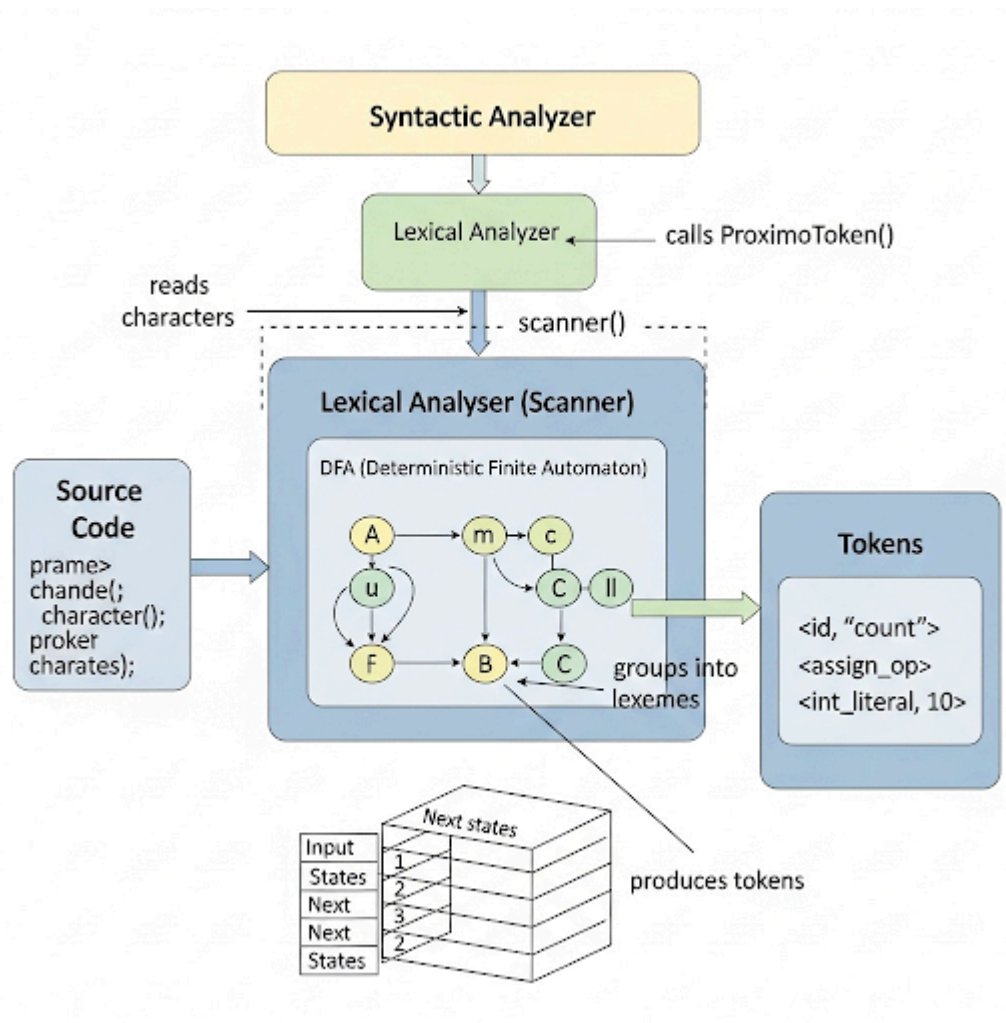 Syntactic Analyzer
Lexical Analyzer
calls ProximoToken()
reads
characters
scanner()
Lexical Analyser (Scanner)
DFA (Deterministic Finite Automaton)
Source
Code
prame>
chande(;
character();
proker
charates);
A
m
c
u
C
ll
F
B
C
groups into
lexemes
Tokens
<id, “count”>
<assign_op>
<int_literal, 10>
produces tokens
Next states
Input
1
States
2
Next
3
Next
2
States